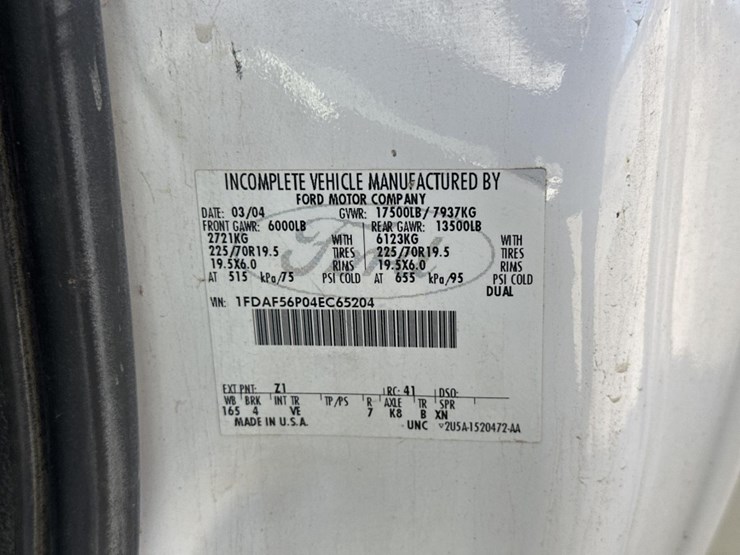 INCOMPLETE VEHICLE MANUFACTURED BY
FORD MOTOR COMPANY
DATE: 03/04 GVWR: 17500LB/ 7937KG
FRONT GAWR: 6000LB REAR GAWR: 13500LB
2721KG WITH 6123KG WITH
225/70R19.5 TIRES 225/70R19.5 TIRES
19.5X6.0 RIMS 19.5X6.0 RIMS
AT 515 kPa/75 PSI COLD AT 655 kPa/95 PSI COLD
DUAL
Ford
VIN: 1FDAF56P04EC65204
EXT PNT: Z1 RC: 41 DSO:
WB BRK INT TR TP/PS R AXLE TR SPR
165 4 VE 7 K8 B XN
MADE IN U.S.A. UNC 2U5A-1520472-AA